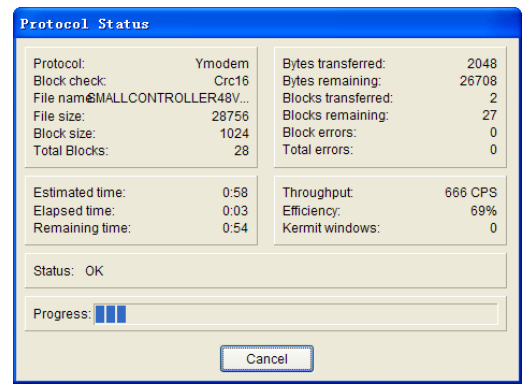 Protocol Status
Protocol: Ymodem
Block check: Crc16
File name: SMALLCONTROLLER48V...
File size: 28756
Block size: 1024
Total Blocks: 28
Bytes transferred: 2048
Bytes remaining: 26708
Blocks transferred: 2
Blocks remaining: 27
Block errors: 0
Total errors: 0
Estimated time: 0:58
Elapsed time: 0:03
Remaining time: 0:54
Throughput: 666 CPS
Efficiency: 69%
Kermit windows: 0
Status: OK
Progress:
Cancel